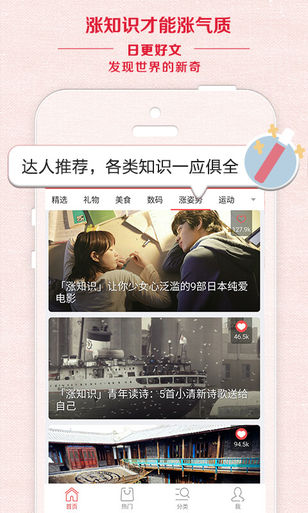 涨知识才能涨气质
日更好文
发现世界的新奇
达人推荐，各类知识一应俱全
精选 礼物 美食 数码 涨姿势 运动
127.9k
「涨知识」让你少女心泛滥的9部日本纯爱
电影
46.5k
「涨知识」青年读诗：5首小清新诗歌送给
自己
94.5k
首页 热门 分类 我